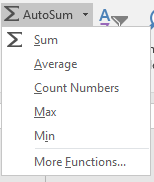 AutoSum
Sum
Average
Count Numbers
Max
Min
More Functions...